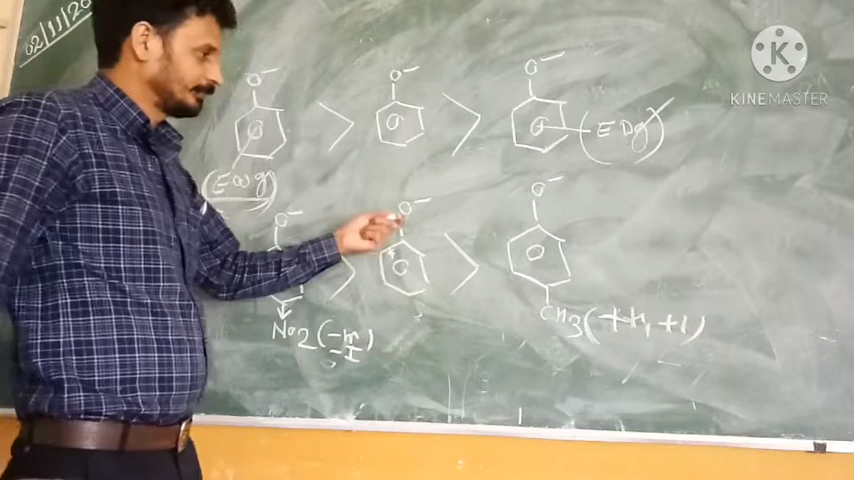 02/11/20
O⁻ > O⁻ > O⁻
(EWg) (EDg)
O⁻ > O⁻ > O⁻
NO2 (-m, -I) CH3 (+H, +I)
K
KINEMASTER